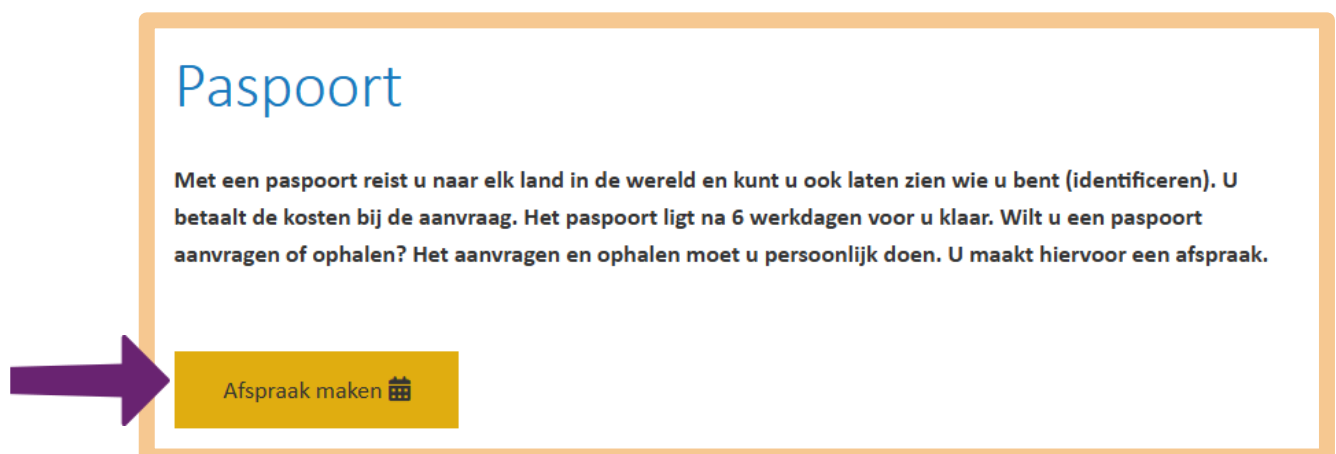 Paspoort
Met een paspoort reist u naar elk land in de wereld en kunt u ook laten zien wie u bent (identificeren). U
betaalt de kosten bij de aanvraag. Het paspoort ligt na 6 werkdagen voor u klaar. Wilt u een paspoort
aanvragen of ophalen? Het aanvragen en ophalen moet u persoonlijk doen. U maakt hiervoor een afspraak.
Afspraak maken